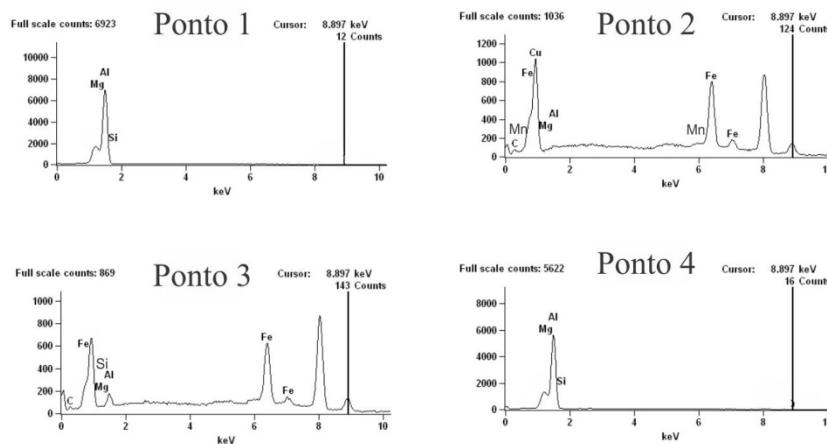 Full scale counts: 6923
Ponto 1
Cursor: 8.897 keV
12 Counts
10000
8000
6000
4000
2000
0
Al
Mg
Si
0
2
4
6
8
10
keV
Full scale counts: 1036
Ponto 2
Cursor: 8.897 keV
124 Counts
1200
1000
800
600
400
200
0
Cu
Fe
Mn
C
Al
Mg
Fe
Mn
Fe
0
2
4
6
8
10
keV
Full scale counts: 869
Ponto 3
Cursor: 8.897 keV
143 Counts
1000
800
600
400
200
0
Fe
Si
Al
Mg
C
Fe
Fe
0
2
4
6
8
10
keV
Full scale counts: 5622
Ponto 4
Cursor: 8.897 keV
16 Counts
8000
6000
4000
2000
0
Al
Mg
Si
0
2
4
6
8
10
keV